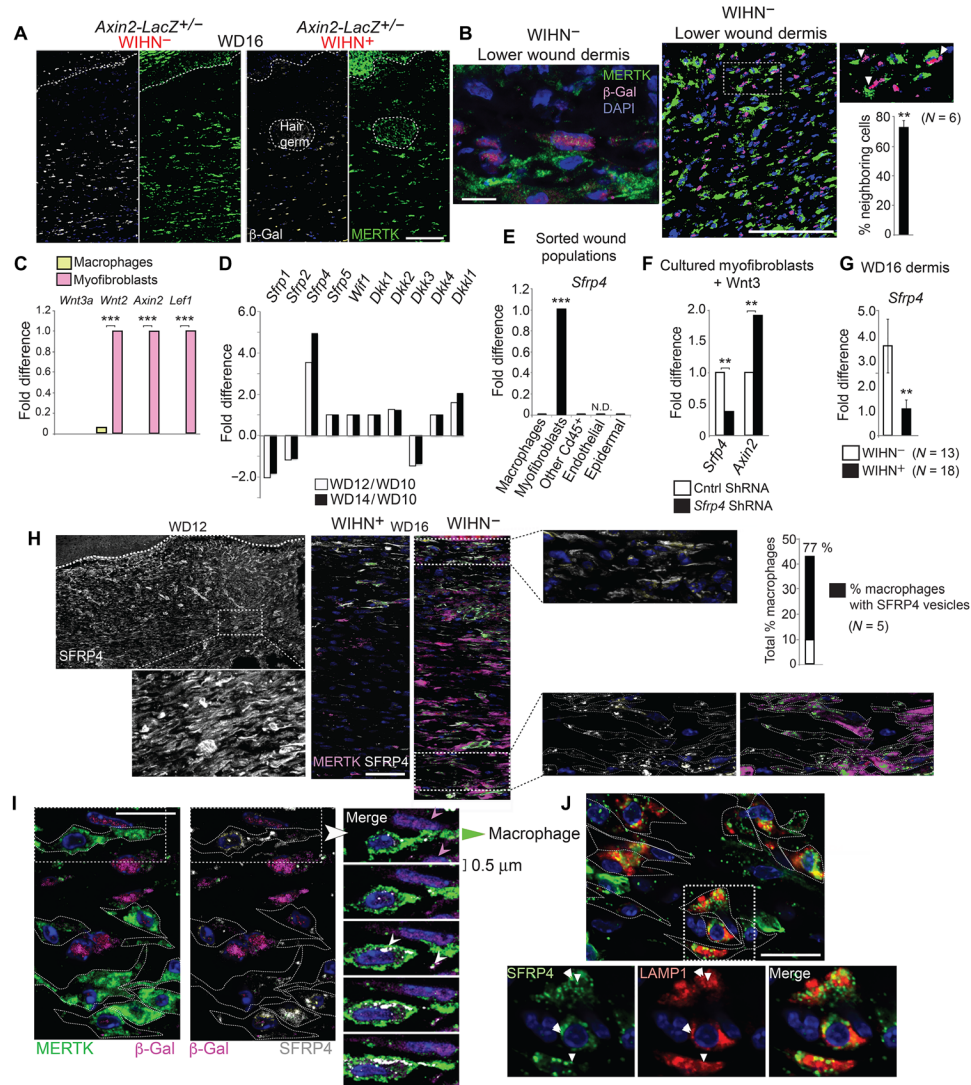 A
Axin2-LacZ+/–
WIHN–
WD16
Axin2-LacZ+/–
WIHN+
Hair
germ
β-Gal
MERTK
B
WIHN–
Lower wound dermis
MERTK
β-Gal
DAPI
WIHN–
Lower wound dermis
% neighboring cells
80
60
40
20
0
**
(N = 6)
C
Macrophages
Myofibroblasts
Wnt3a Wnt2 Axin2 Lef1
*** *** ***
Fold difference
1.2
1
0.8
0.6
0.4
0.2
0
D
Sfrp1
Sfrp2
Sfrp4
Sfrp5
Wif1
Dkk1
Dkk2
Dkk3
Dkk4
Dkkl1
Fold difference
6.0
4.0
2.0
0
–2.0
WD12/WD10
WD14/WD10
E
Sorted wound
populations
Sfrp4
Fold difference
1.2
1
0.8
0.6
0.4
0.2
0
***
N.D.
Macrophages
Myofibroblasts
Other Cd45+
Endothelial
Epidermal
F
Cultured myofibroblasts
+ Wnt3
Fold difference
2.0
1.5
1
0.5
0
**
**
Srfp4
Axin2
Cntrl ShRNA
Sfrp4 ShRNA
G
WD16 dermis
Sfrp4
Fold difference
5.0
4.0
3.0
2.0
1.0
0
**
WIHN– (N = 13)
WIHN+ (N = 18)
H
WD12
SFRP4
WIHN+
WD16
WIHN–
MERTK SFRP4
Total % macrophages
50
40
30
20
10
0
77 %
% macrophages
with SFRP4 vesicles
(N = 5)
I
MERTK
β-Gal
β-Gal
SFRP4
Merge
Macrophage
0.5 μm
J
SFRP4
LAMP1
Merge